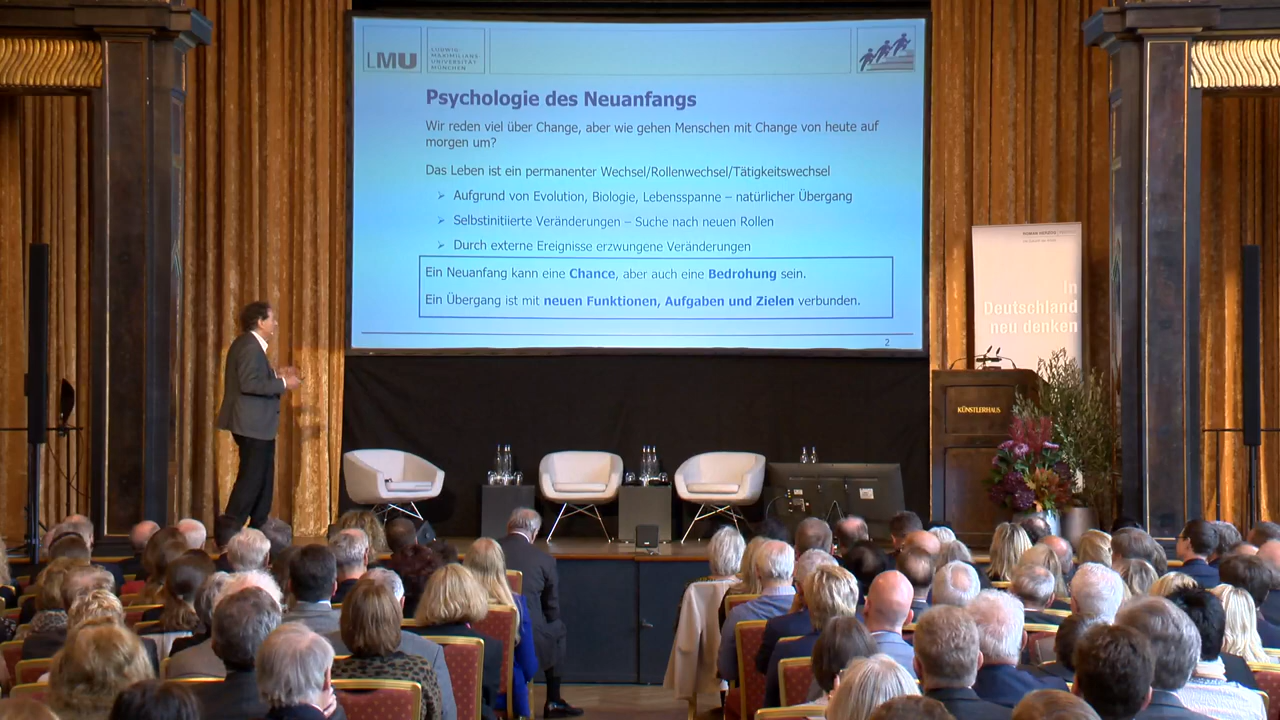 LMU
LUDWIG
MAXIMILIANS
UNIVERSITÄT
MÜNCHEN
Psychologie des Neuanfangs
Wir reden viel über Change, aber wie gehen Menschen mit Change von heute auf
morgen um?
Das Leben ist ein permanenter Wechsel/Rollenwechsel/Tätigkeitswechsel
Aufgrund von Evolution, Biologie, Lebensspanne – natürlicher Übergang
Selbstinitiierte Veränderungen – Suche nach neuen Rollen
Durch externe Ereignisse erzwungene Veränderungen
Ein Neuanfang kann eine Chance, aber auch eine Bedrohung sein.
Ein Übergang ist mit neuen Funktionen, Aufgaben und Zielen verbunden.
2
ROMAN HERZOG
In
Deutschland
neu denken
KÜNSTLERHAUS